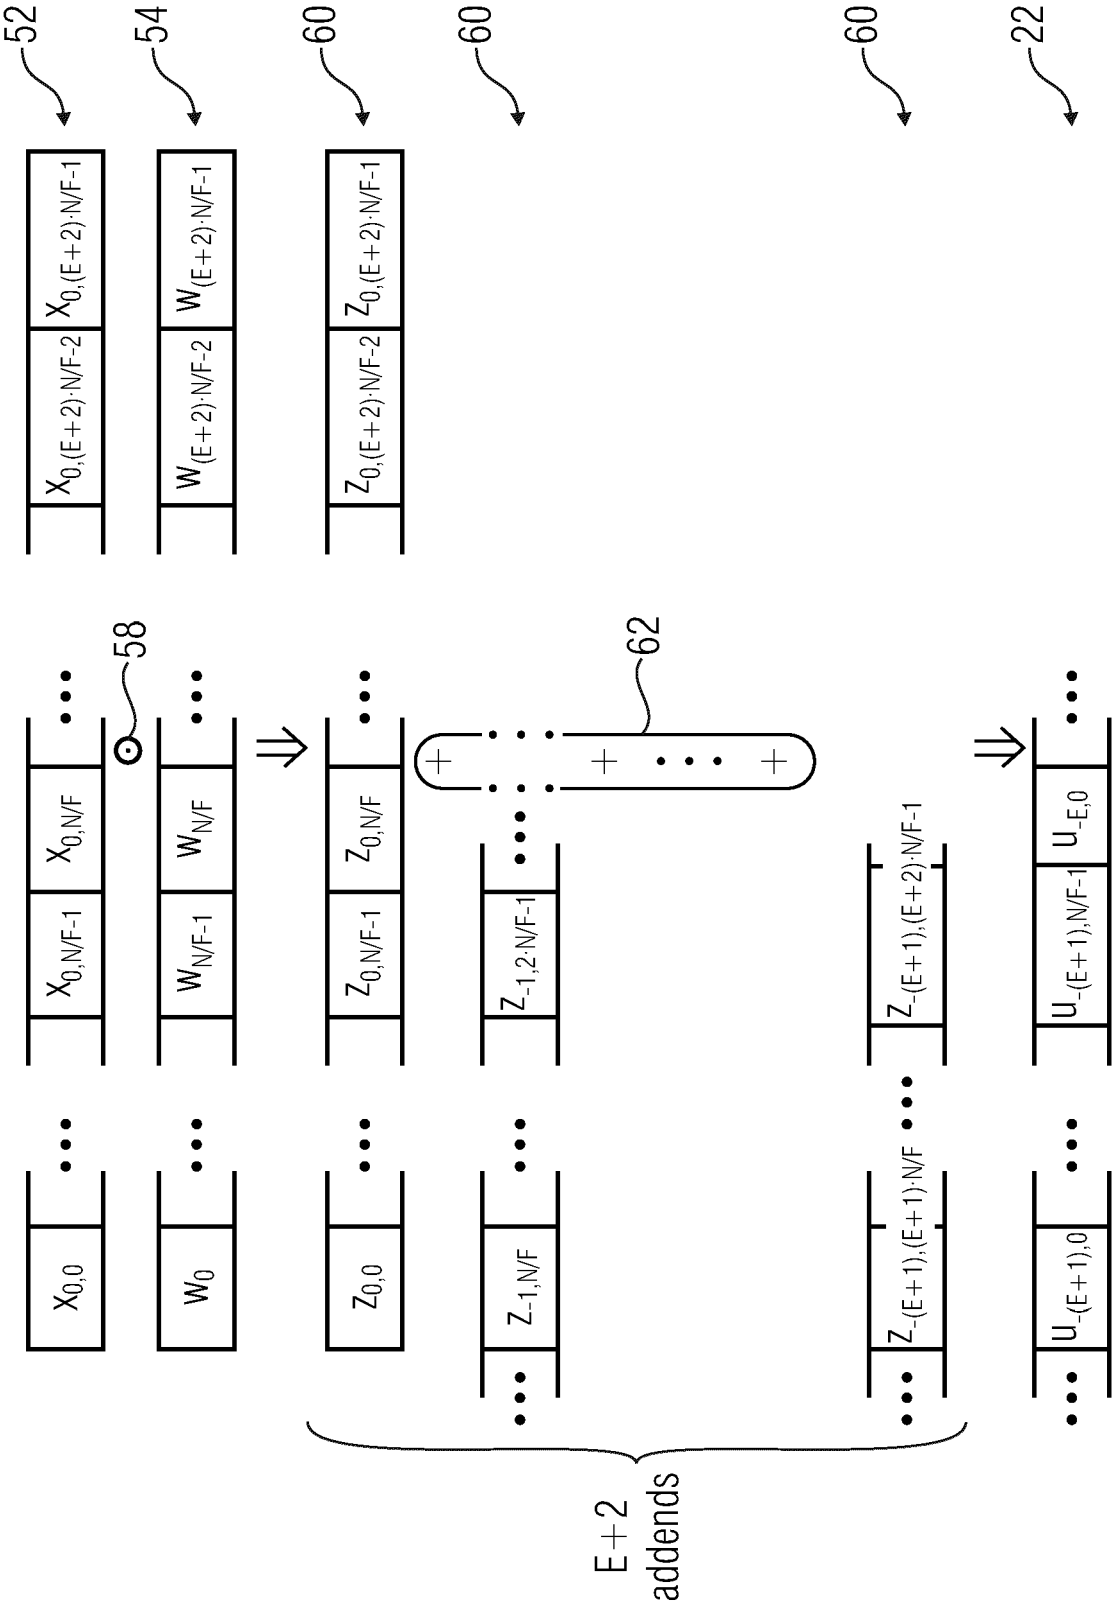 X0,0 ••• X0,N/F-1 X0,N/F ••• X0,(E+2)·N/F-2 X0,(E+2)·N/F-1 52
⊙ 58
W0 ••• WN/F-1 WN/F ••• W(E+2)·N/F-2 W(E+2)·N/F-1 54
⇓
Z0,0 ••• Z0,N/F-1 Z0,N/F ••• Z0,(E+2)·N/F-2 Z0,(E+2)·N/F-1 60
+
••• Z-1,N/F ••• Z-1,2·N/F-1 ••• 60
E+2
addends
+ 62
•••
+
••• Z-(E+1),(E+1)·N/F ••• Z-(E+1),(E+2)·N/F-1 60
⇓
••• u-(E+1),0 ••• u-(E+1),N/F-1 u-E,0 ••• 22